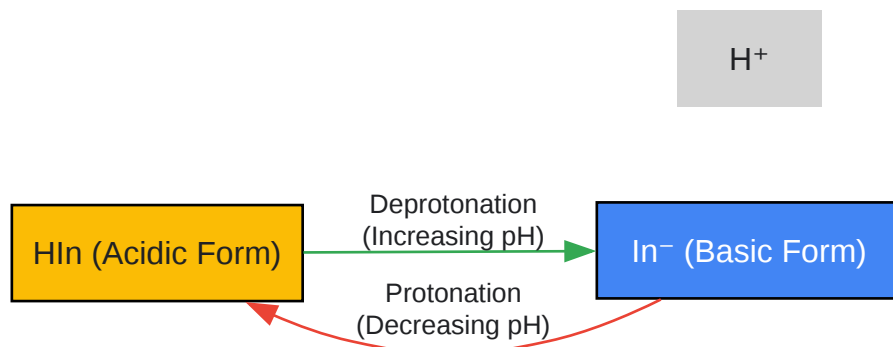 H⁺
Deprotonation
(Increasing pH)
HIn (Acidic Form)
In⁻ (Basic Form)
Protonation
(Decreasing pH)